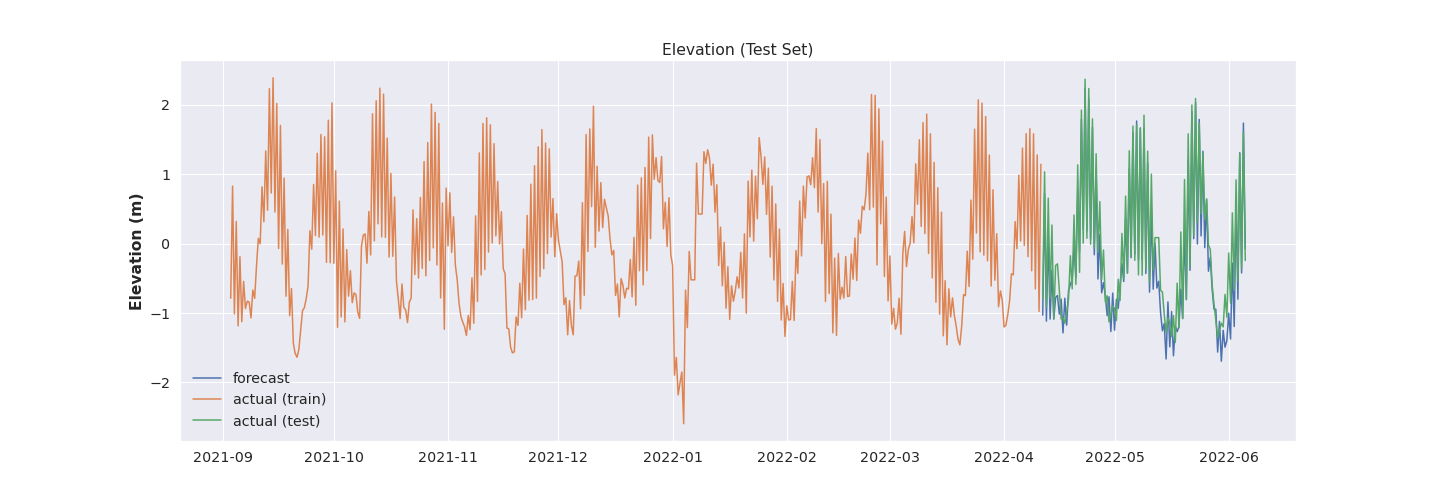 Elevation (Test Set)
Elevation (m)
2
1
0
−1
−2
forecast
actual (train)
actual (test)
2021-09 2021-10 2021-11 2021-12 2022-01 2022-02 2022-03 2022-04 2022-05 2022-06